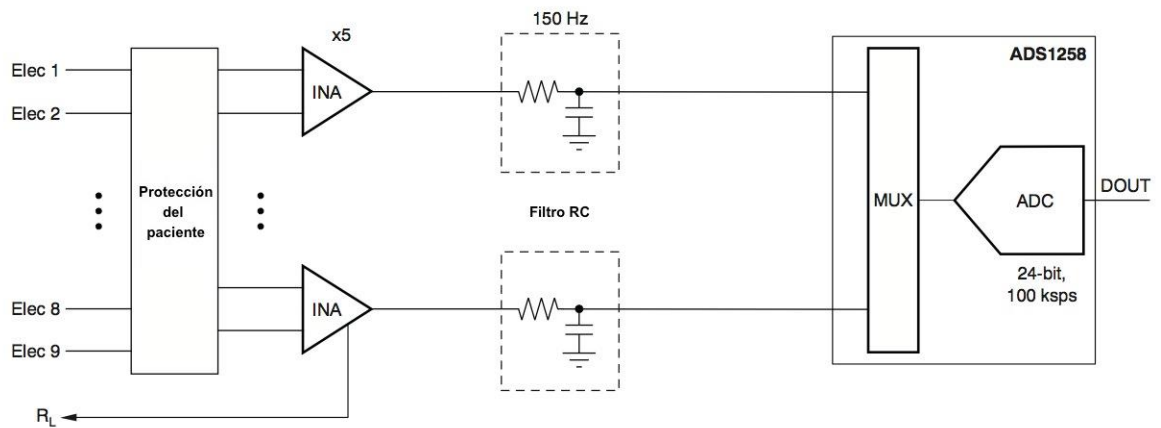 150 Hz
x5
ADS1258
Elec 1
INA
Elec 2
Protección
del
paciente
Filtro RC
MUX
ADC
DOUT
24-bit,
100 ksps
Elec 8
INA
Elec 9
RL